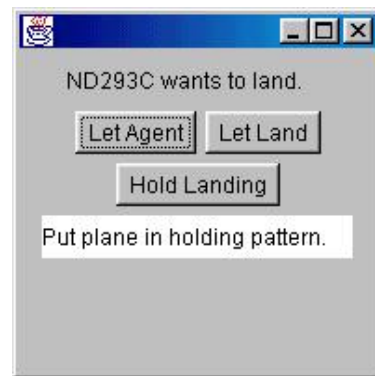 ND293C wants to land.
Let Agent Let Land
Hold Landing
Put plane in holding pattern.